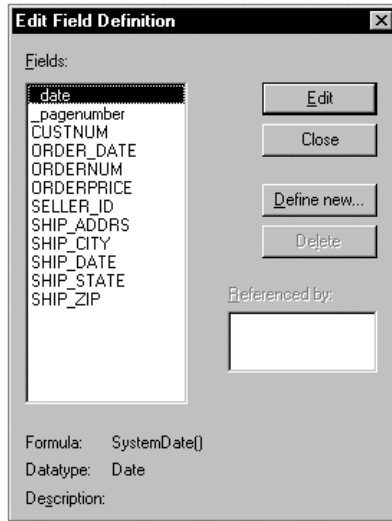 Edit Field Definition
Fields:
_date
_pagenumber
CUSTNUM
ORDER_DATE
ORDERNUM
ORDERPRICE
SELLER_ID
SHIP_ADDRS
SHIP_CITY
SHIP_DATE
SHIP_STATE
SHIP_ZIP
Edit
Close
Define new...
Delete
Referenced by:
Formula: SystemDate()
Datatype: Date
Description: